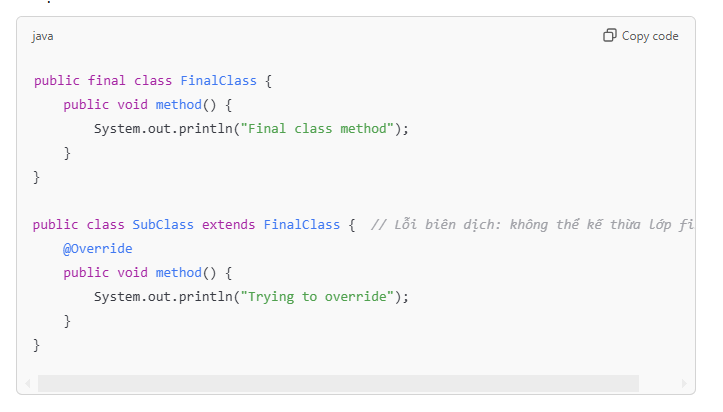 java
Copy code
public final class FinalClass {
public void method() {
System.out.println("Final class method");
}
}
public class SubClass extends FinalClass {  // Lỗi biên dịch: không thể kế thừa lớp fi
@Override
public void method() {
System.out.println("Trying to override");
}
}